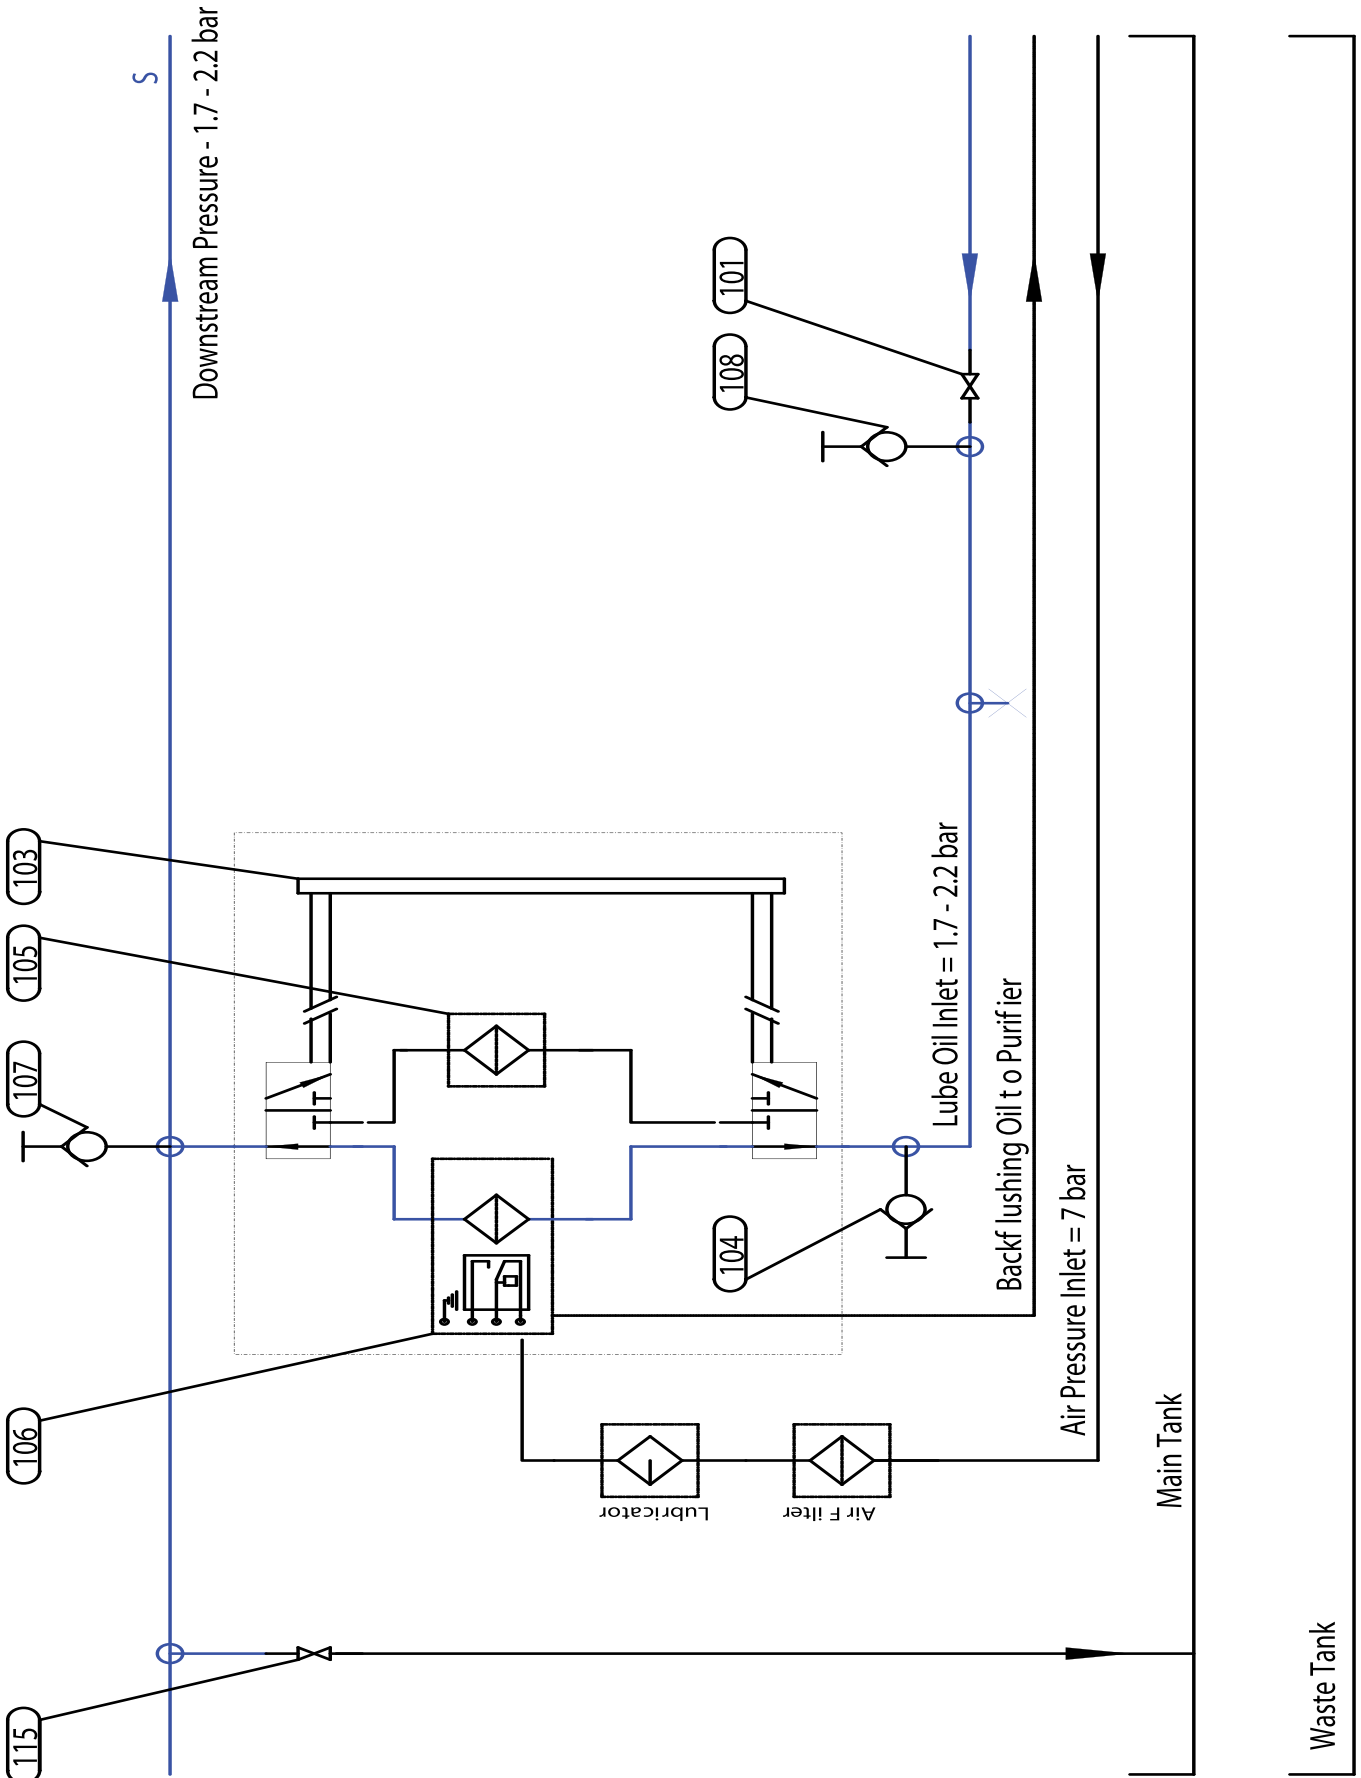 S
Downstream Pressure - 1.7 - 2.2 bar
101
108
103
105
107
104
106
115
Lube Oil Inlet = 1.7 - 2.2 bar
Backf lushing Oil t o Purif ier
Air Pressure Inlet = 7 bar
Lubricator
Air F ilter
Main Tank
Waste Tank